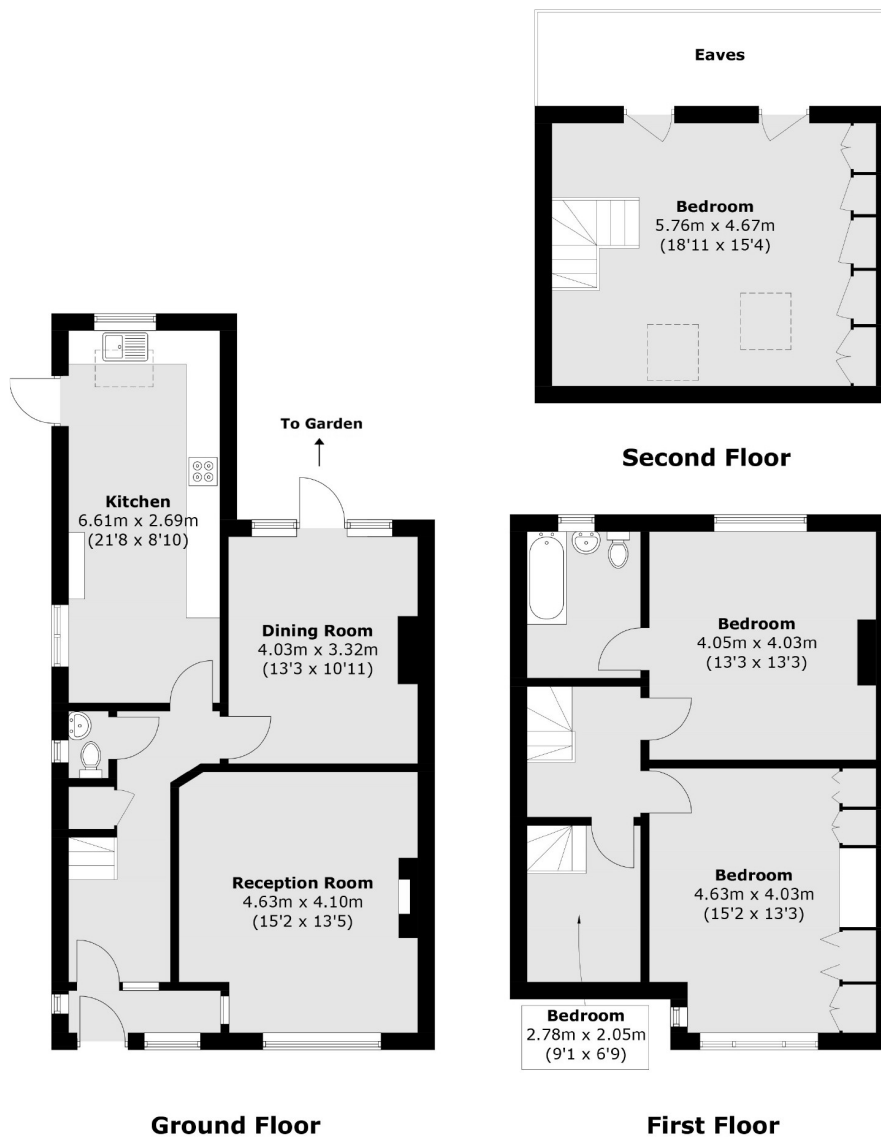 Eaves
Bedroom
5.76m x 4.67m
(18'11 x 15'4)
Second Floor
To Garden
Kitchen
6.61m x 2.69m
(21'8 x 8'10)
Dining Room
4.03m x 3.32m
(13'3 x 10'11)
Reception Room
4.63m x 4.10m
(15'2 x 13'5)
Ground Floor
Bedroom
4.05m x 4.03m
(13'3 x 13'3)
Bedroom
4.63m x 4.03m
(15'2 x 13'3)
Bedroom
2.78m x 2.05m
(9'1 x 6'9)
First Floor